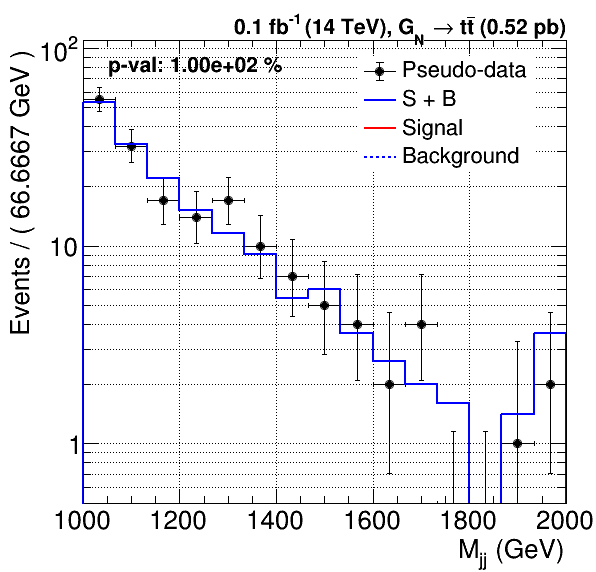 0.1 fb⁻¹ (14 TeV), G_N → tt̄ (0.52 pb)
p-val: 1.00e+02 %
Pseudo-data
S + B
Signal
Background
Events / ( 66.6667 GeV )
10²
10
1
1000 1200 1400 1600 1800 2000
M_jj (GeV)